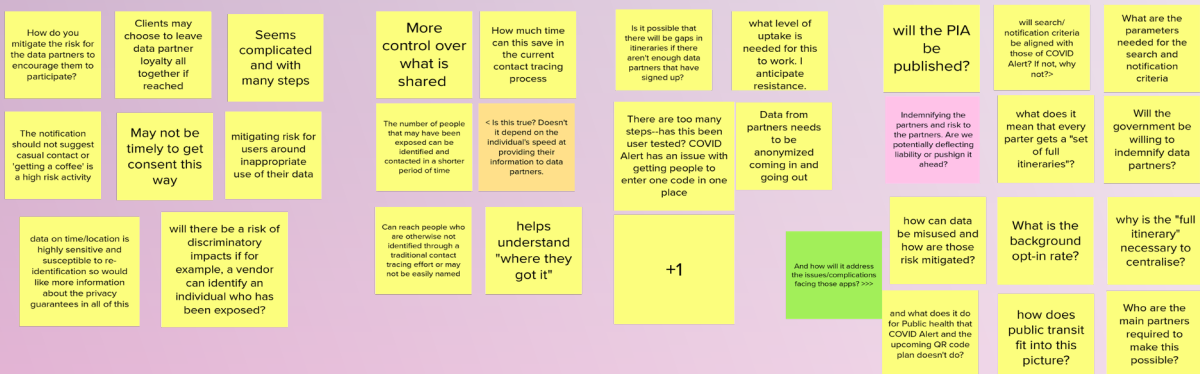 How do you
mitigate the risk for
the data partners to
encourage them to
participate?
Clients may
choose to leave
data partner
loyalty all
together if
reached
Seems
complicated
and with
many steps
The notification
should not suggest
casual contact or
'getting a coffee' is
a high risk activity
May not be
timely to get
consent this
way
mitigating risk for
users around
inappropriate
use of their data
data on time/location is
highly sensitive and
susceptible to re-
identification so would
like more information
about the privacy
guarantees in all of this
will there be a risk of
discriminatory
impacts if for
example, a vendor
can identify an
individual who has
been exposed?
More
control over
what is
shared
How much time
can this save in
the current
contact tracing
process
The number of people
that may have been
exposed can be
identified and
contacted in a shorter
period of time
< Is this true? Doesn't
it depend on the
individual's speed at
providing their
information to data
partners.
Can reach people who
are otherwise not
identified through a
traditional contact
tracing effort or may
not be easily named
helps
understand
"where they
got it"
Is it possible that
there will be gaps in
itineraries if there
aren't enough data
partners that have
signed up?
what level of
uptake is
needed for this
to work. I
anticipate
resistance.
There are too many
steps--has this been
user tested? COVID
Alert has an issue with
getting people to
enter one code in one
place
Data from
partners needs
to be
anonymized
coming in and
going out
+1
And how will it address
the issues/complications
facing those apps? >>>
will the PIA
be
published?
will search/
notification criteria
be aligned with
those of COVID
Alert? If not, why
not?>
What are the
parameters
needed for the
search and
notification
criteria
Indemnifying the
partners and risk to the
partners. Are we
potentially deflecting
liability or pushign it
ahead?
what does it
mean that every
parter gets a "set
of full
itineraries"?
Will the
government be
willing to
indemnify data
partners?
how can data
be misused and
how are those
risk mitigated?
What is the
background
opt-in rate?
why is the "full
itinerary"
necessary to
centralise?
and what does it do
for Public health that
COVID Alert and the
upcoming QR code
plan doesn't do?
how does
public transit
fit into this
picture?
Who are the
main partners
required to
make this
possible?